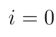 i = 0